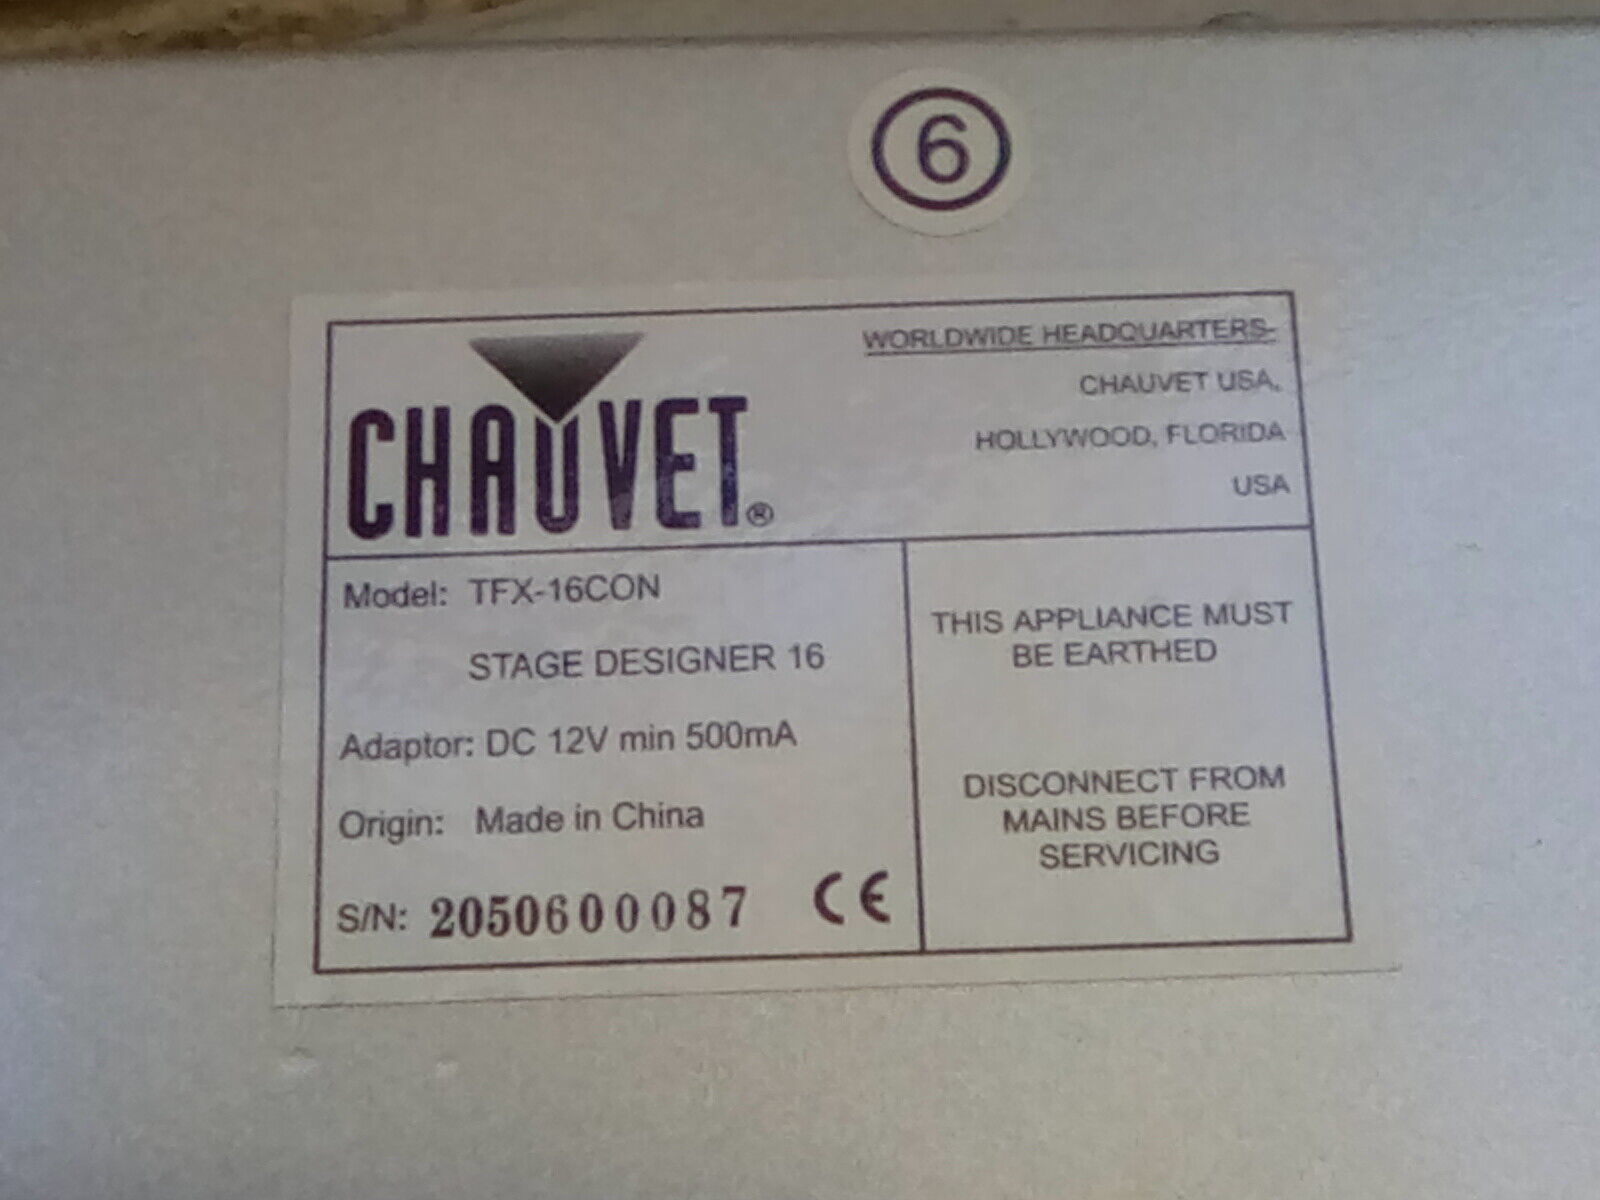 6
CHAUVET®
WORLDWIDE HEADQUARTERS-
CHAUVET USA,
HOLLYWOOD, FLORIDA
USA
Model: TFX-16CON
STAGE DESIGNER 16
Adaptor: DC 12V min 500mA
Origin: Made in China
S/N: 2050600087 CE
THIS APPLIANCE MUST
BE EARTHED
DISCONNECT FROM
MAINS BEFORE
SERVICING